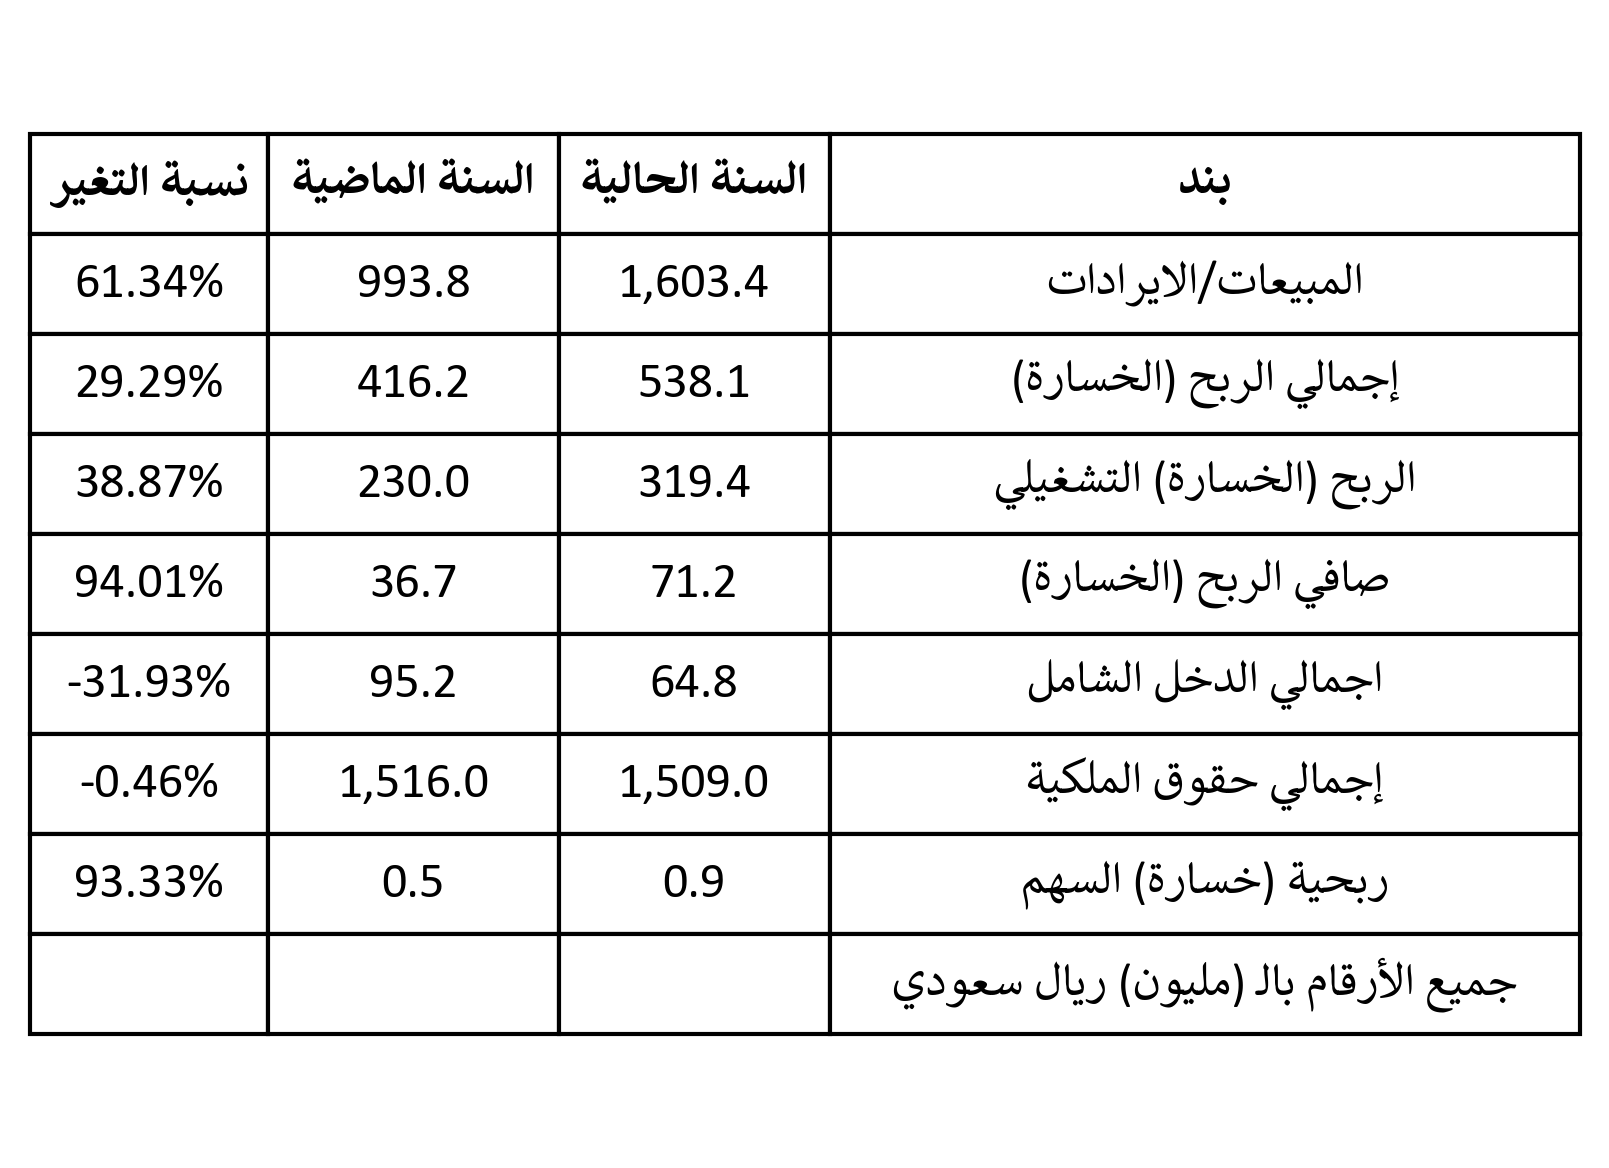 بند السنة الحالية السنة الماضية نسبة التغير
المبيعات/الايرادات 1,603.4 993.8 61.34%
إجمالي الربح (الخسارة) 538.1 416.2 29.29%
الربح (الخسارة) التشغيلي 319.4 230.0 38.87%
صافي الربح (الخسارة) 71.2 36.7 94.01%
اجمالي الدخل الشامل 64.8 95.2 -31.93%
إجمالي حقوق الملكية 1,509.0 1,516.0 -0.46%
ربحية (خسارة) السهم 0.9 0.5 93.33%
جميع الأرقام بالـ (مليون) ريال سعودي